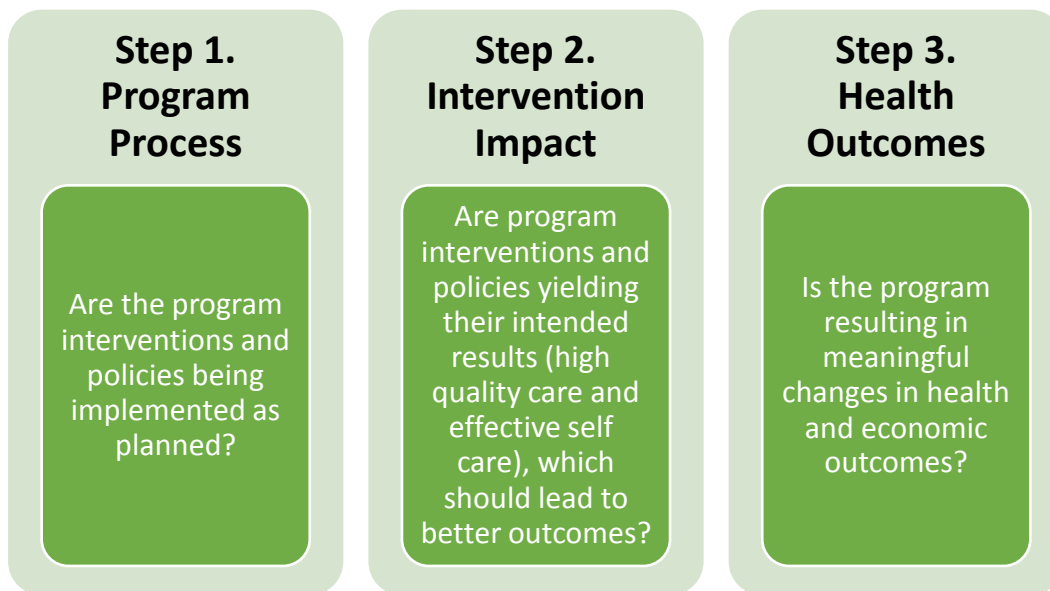 Step 1.
Program
Process
Are the program
interventions and
policies being
implemented as
planned?
Step 2.
Intervention
Impact
Are program
interventions and
policies yielding
their intended
results (high
quality care and
effective self
care), which
should lead to
better outcomes?
Step 3.
Health
Outcomes
Is the program
resulting in
meaningful
changes in health
and economic
outcomes?